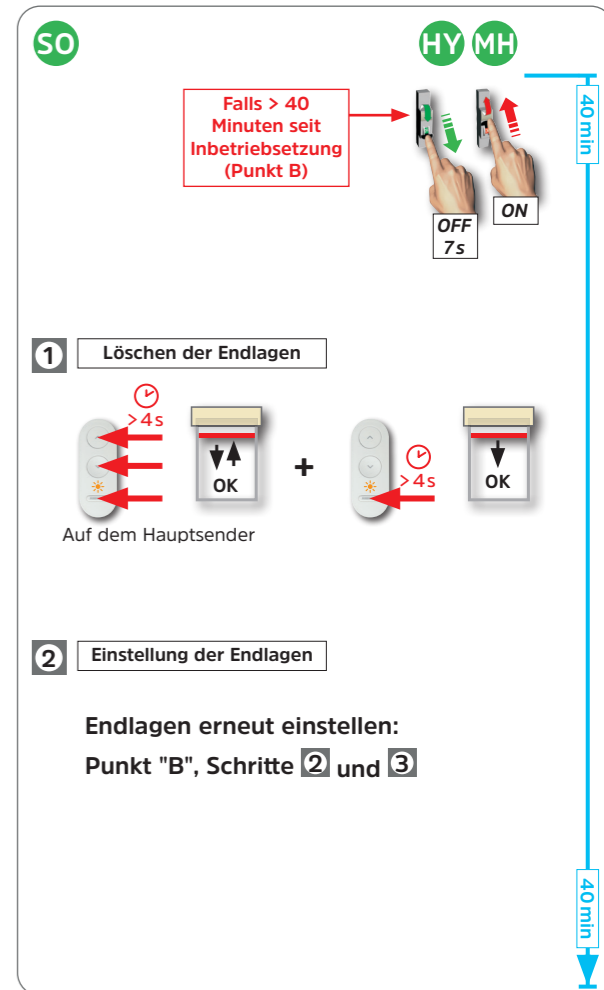 SO
HY MH
Falls > 40
Minuten seit
Inbetriebsetzung
(Punkt B)
40 min
OFF
7s
ON
1 Löschen der Endlagen
>4s
OK
+
>4s
OK
Auf dem Hauptsender
2 Einstellung der Endlagen
Endlagen erneut einstellen:
Punkt "B", Schritte 2 und 3
40 min